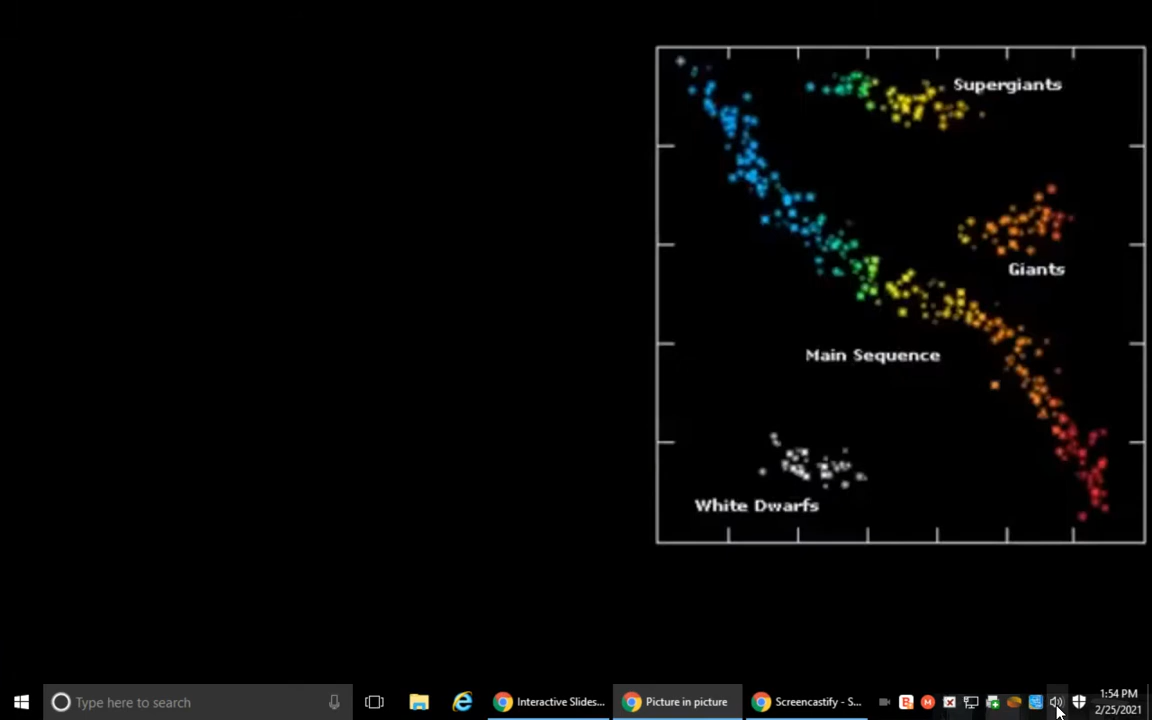 Supergiants
Giants
Main Sequence
White Dwarfs
Type here to search
Interactive Slides...
Picture in picture
Screencastify - S...
1:54 PM
2/25/2021